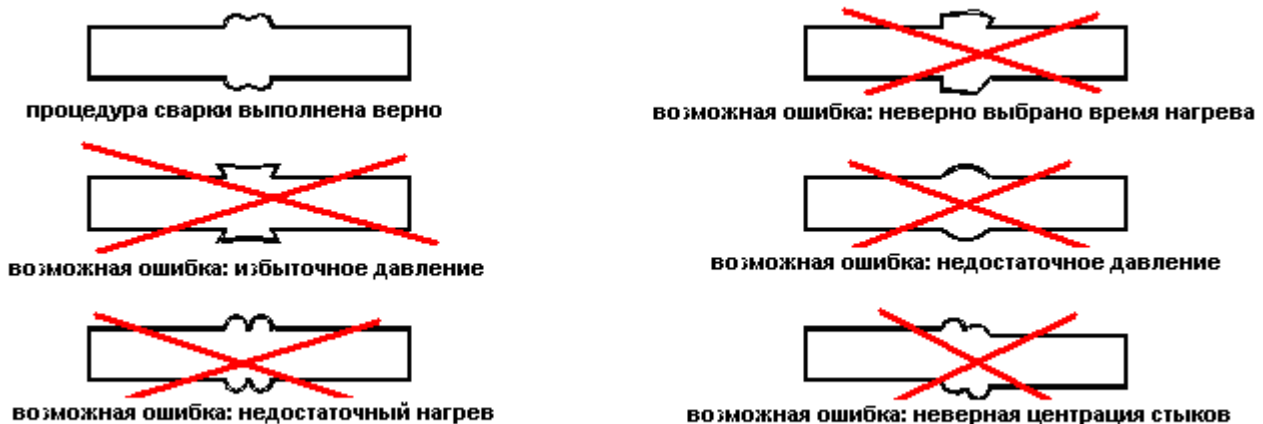 процедура сварки выполнена верно
возможная ошибка: неверно выбрано время нагрева
возможная ошибка: избыточное давление
возможная ошибка: недостаточное давление
возможная ошибка: недостаточный нагрев
возможная ошибка: неверная центрация стыков